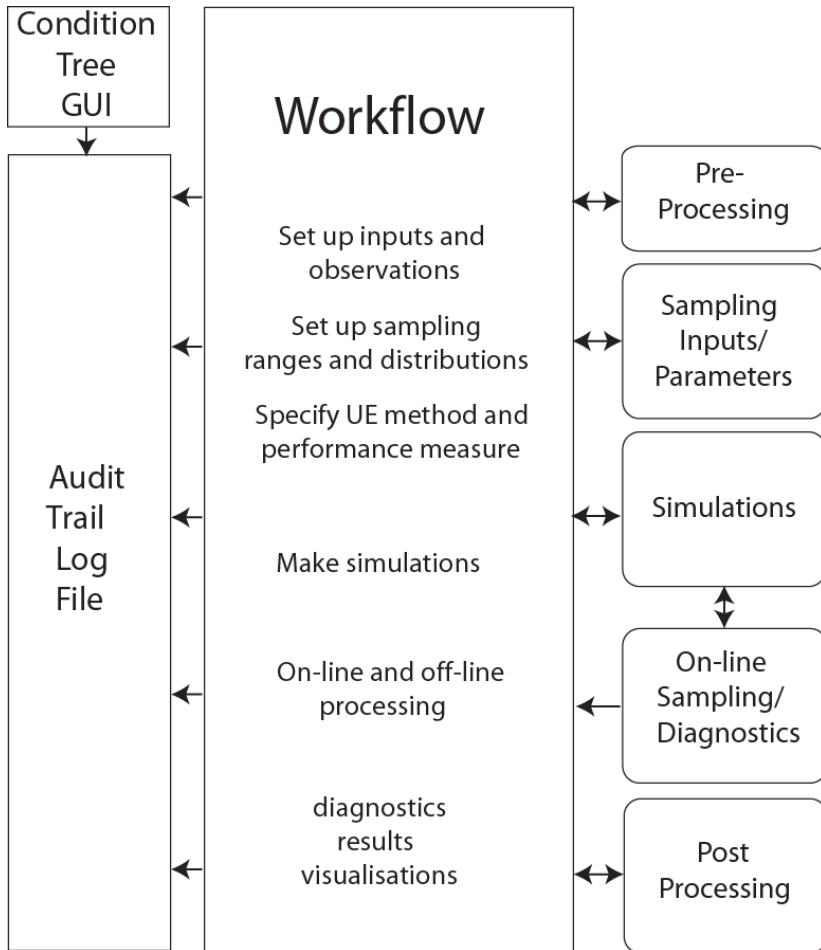 Condition
Tree
GUI
Audit
Trail
Log
File
Workflow
Set up inputs and
observations
Set up sampling
ranges and distributions
Specify UE method and
performance measure
Make simulations
On-line and off-line
processing
diagnostics
results
visualisations
Pre-
Processing
Sampling
Inputs/
Parameters
Simulations
On-line
Sampling/
Diagnostics
Post
Processing